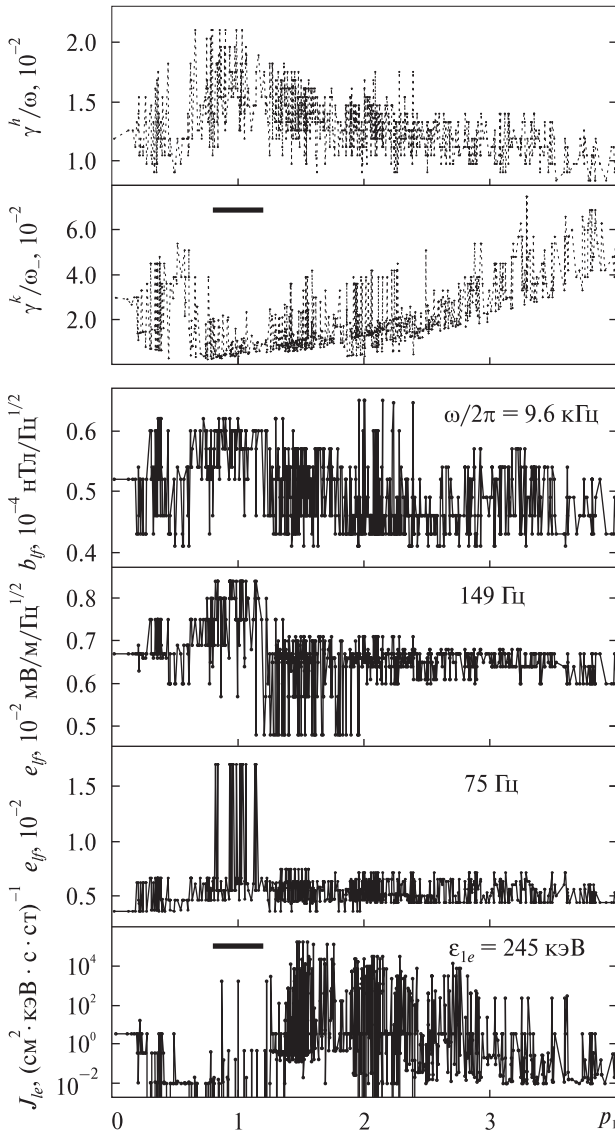 γ^h/ω, 10^−2
2.0
1.5
1.0
γ^k/ω_−, 10^−2
6.0
4.0
2.0
b_lf, 10^−4 нТл/Гц^1/2
ω/2π = 9.6 кГц
0.6
0.5
0.4
e_lf, 10^−2 мВ/м/Гц^1/2
149 Гц
0.8
0.7
0.6
0.5
e_lf, 10^−2
75 Гц
1.5
1.0
0.5
J_le, (см^2 · кэВ · с · ст)^−1
ε_le = 245 кэВ
10^4
10^2
10^0
10^−2
0 1 2 3 p